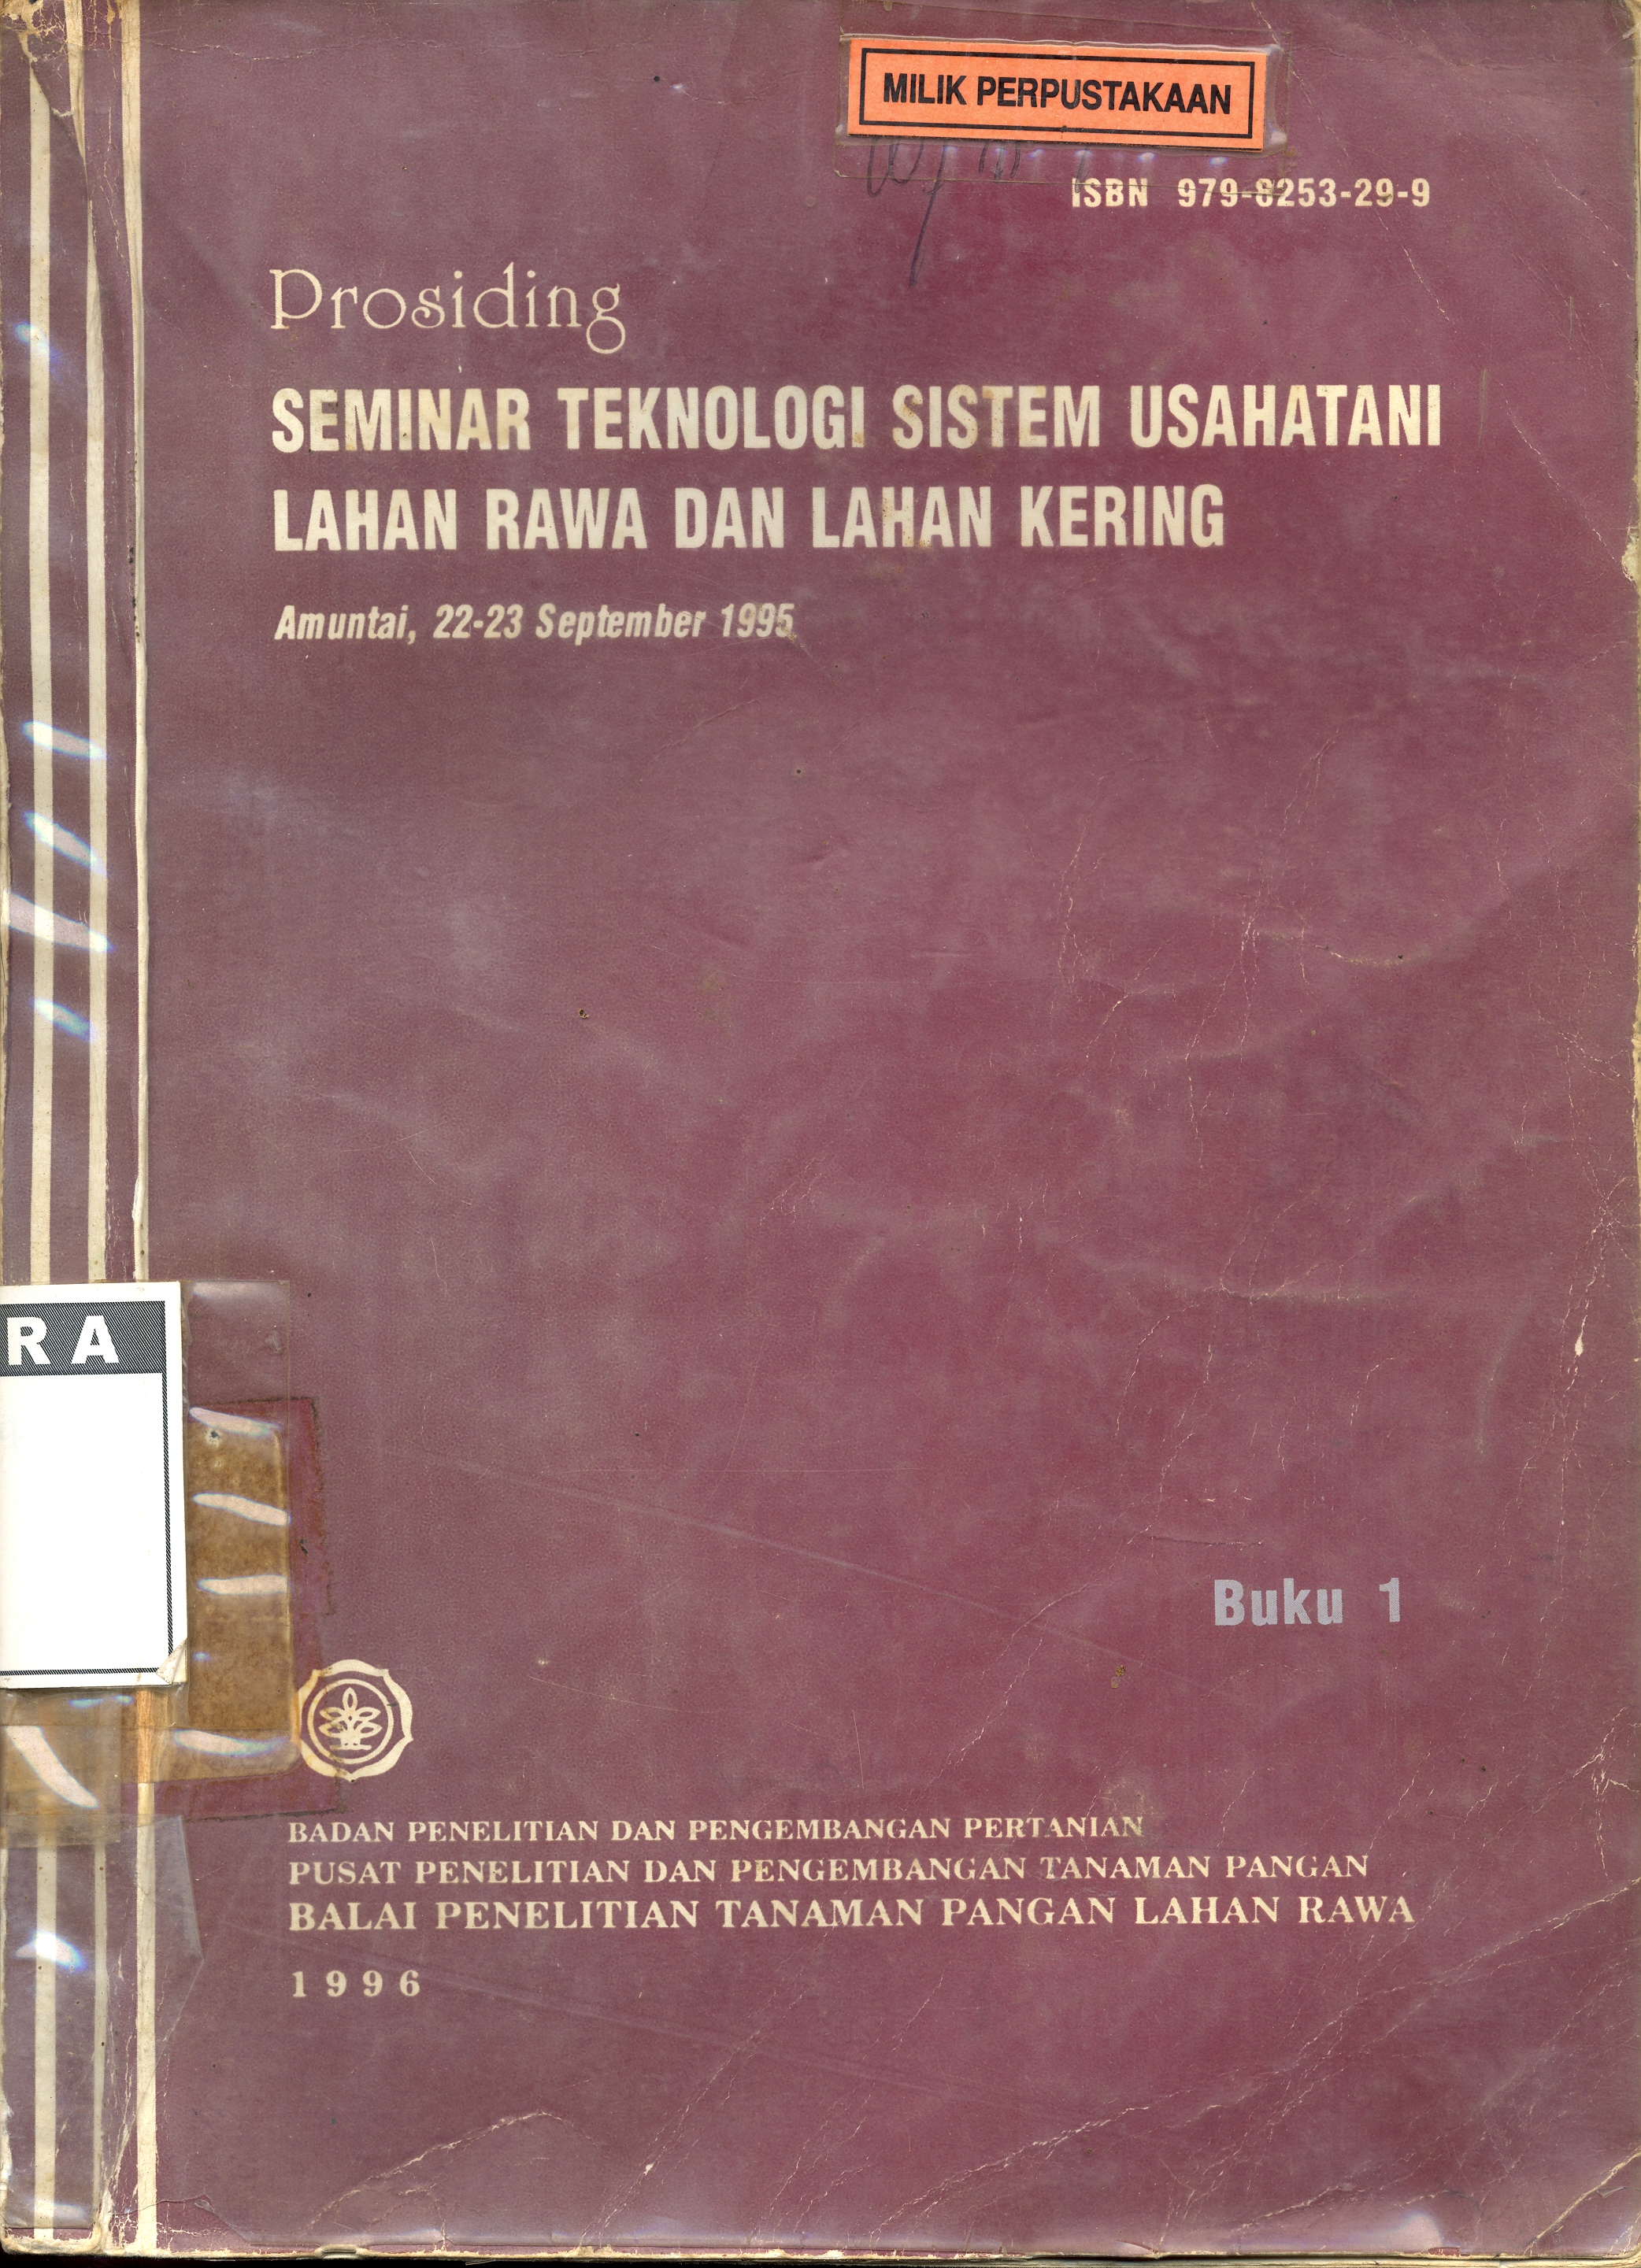 MILIK PERPUSTAKAAN
ISBN 979-8253-29-9
Prosiding
SEMINAR TEKNOLOGI SISTEM USAHATANI
LAHAN RAWA DAN LAHAN KERING
Amuntai, 22-23 September 1995
RA
Buku 1
BADAN PENELITIAN DAN PENGEMBANGAN PERTANIAN
PUSAT PENELITIAN DAN PENGEMBANGAN TANAMAN PANGAN
BALAI PENELITIAN TANAMAN PANGAN LAHAN RAWA
1996